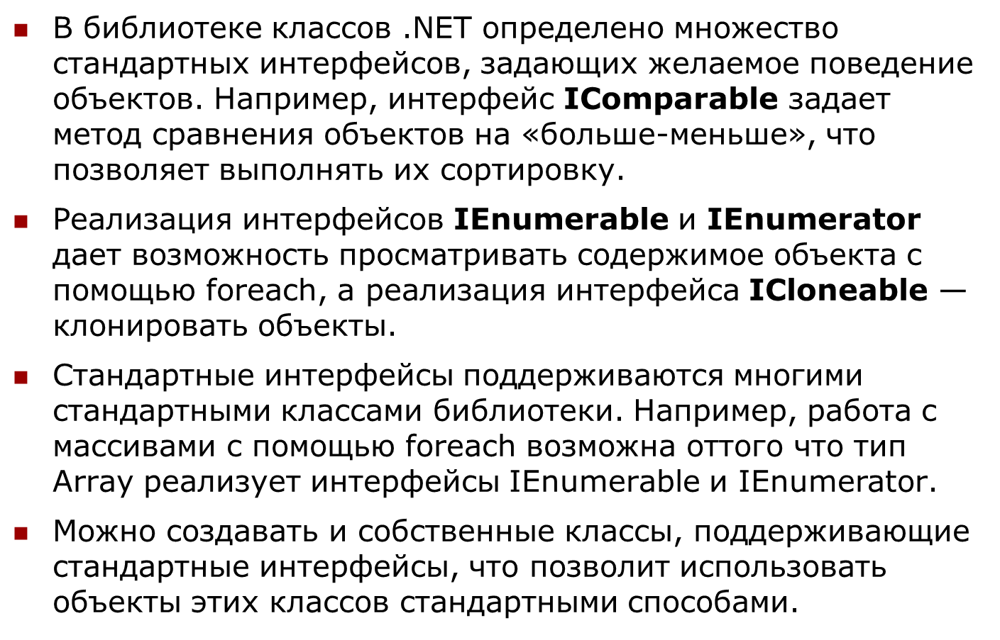 В библиотеке классов .NET определено множество
стандартных интерфейсов, задающих желаемое поведение
объектов. Например, интерфейс IComparable задает
метод сравнения объектов на «больше-меньше», что
позволяет выполнять их сортировку.
Реализация интерфейсов IEnumerable и IEnumerator
дает возможность просматривать содержимое объекта с
помощью foreach, а реализация интерфейса ICloneable —
клонировать объекты.
Стандартные интерфейсы поддерживаются многими
стандартными классами библиотеки. Например, работа с
массивами с помощью foreach возможна оттого что тип
Array реализует интерфейсы IEnumerable и IEnumerator.
Можно создавать и собственные классы, поддерживающие
стандартные интерфейсы, что позволит использовать
объекты этих классов стандартными способами.